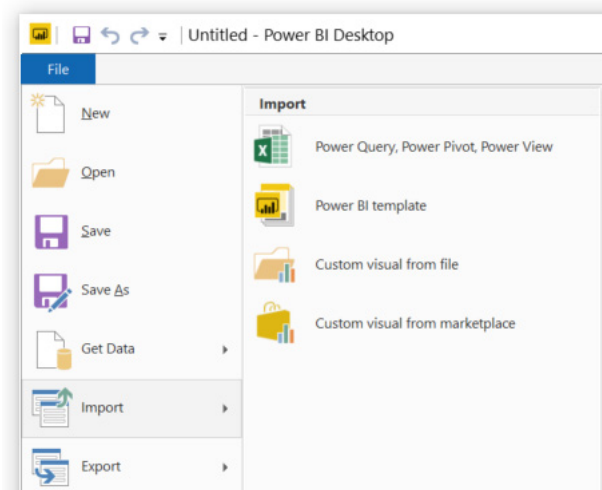 Untitled - Power BI Desktop
File
New
Open
Save
Save As
Get Data
Import
Export
Import
Power Query, Power Pivot, Power View
Power BI template
Custom visual from file
Custom visual from marketplace